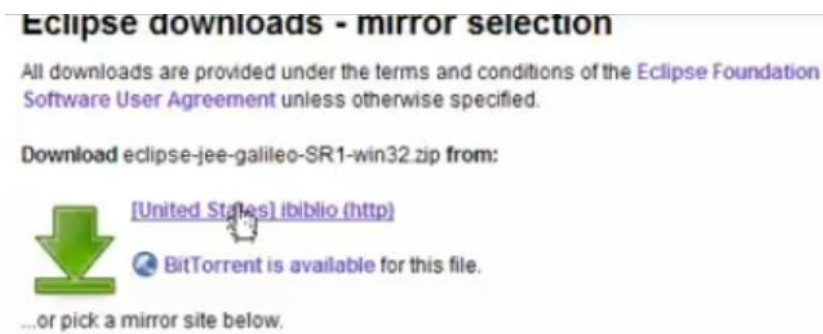 Eclipse downloads - mirror selection
All downloads are provided under the terms and conditions of the Eclipse Foundation
Software User Agreement unless otherwise specified.
Download eclipse-jee-galileo-SR1-win32.zip from:
[United States] ibiblio (http)
BitTorrent is available for this file.
...or pick a mirror site below.